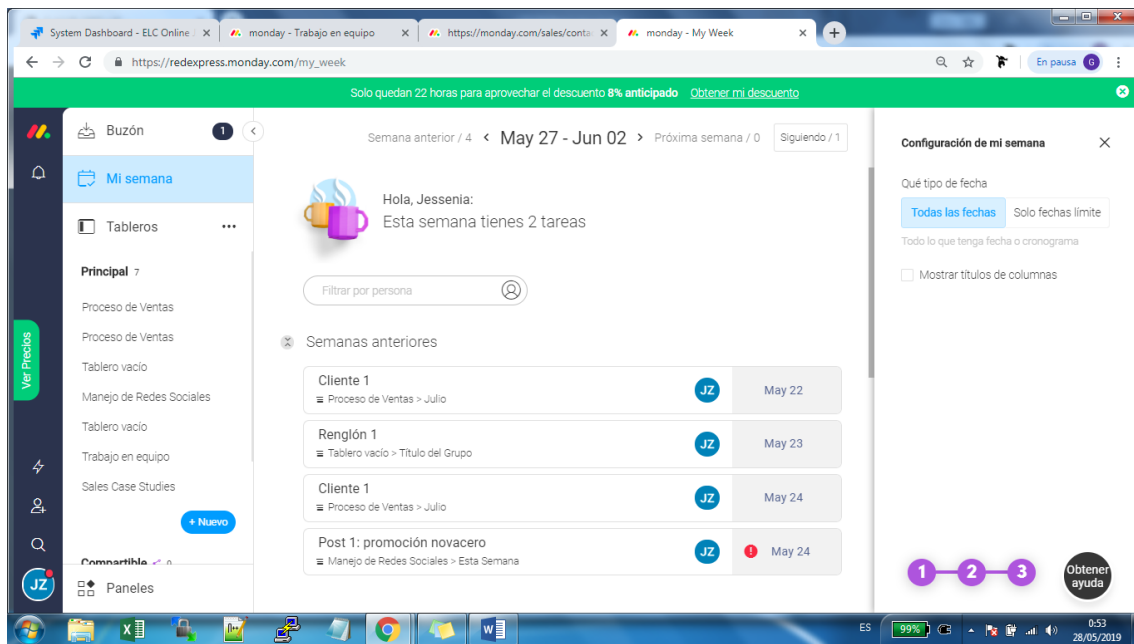 System Dashboard - ELC Online
monday - Trabajo en equipo
https://monday.com/sales/conta
monday - My Week
https://redexpress.monday.com/my_week
En pausa G
Solo quedan 22 horas para aprovechar el descuento 8% anticipado Obtener mi descuento
Buzón 1
Mi semana
Tableros
Principal 7
Proceso de Ventas
Proceso de Ventas
Tablero vacío
Manejo de Redes Sociales
Tablero vacío
Trabajo en equipo
Sales Case Studies
+ Nuevo
Compartible 0
Paneles
Ver Precios
JZ
Semana anterior / 4 < May 27 - Jun 02 > Próxima semana / 0 Siguiendo / 1
Hola, Jessenia:
Esta semana tienes 2 tareas
Filtrar por persona
Semanas anteriores
Cliente 1
Proceso de Ventas > Julio
JZ May 22
Renglón 1
Tablero vacío > Título del Grupo
JZ May 23
Cliente 1
Proceso de Ventas > Julio
JZ May 24
Post 1: promoción novacero
Manejo de Redes Sociales > Esta Semana
JZ ! May 24
Configuración de mi semana
Qué tipo de fecha
Todas las fechas Solo fechas límite
Todo lo que tenga fecha o cronograma
Mostrar títulos de columnas
1 2 3
Obtener ayuda
ES 99% 0:53
28/05/2019